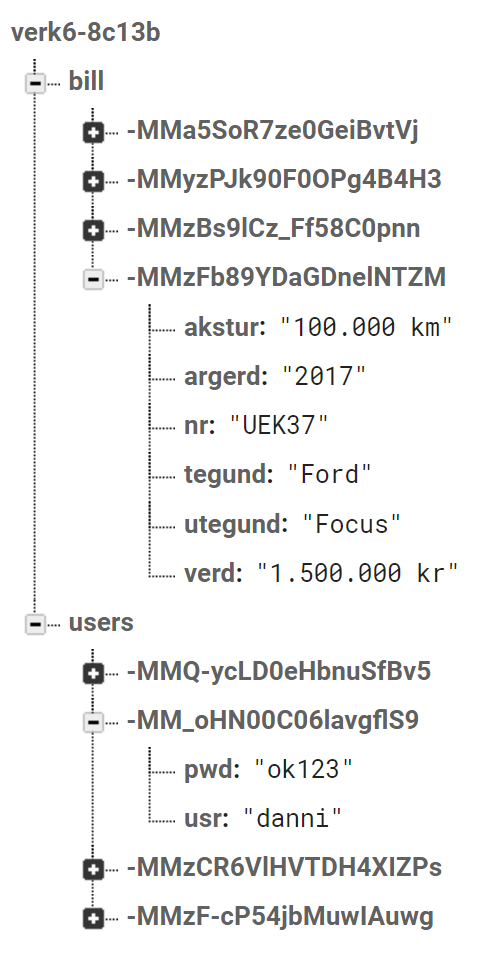 verk6-8c13b
bill
-MMa5SoR7ze0GeiBvtVj
-MMyzPJk90F0OPg4B4H3
-MMzBs9lCz_Ff58C0pnn
-MMzFb89YDaGDnelNTZM
akstur: "100.000 km"
argerd: "2017"
nr: "UEK37"
tegund: "Ford"
utegund: "Focus"
verd: "1.500.000 kr"
users
-MMQ-ycLD0eHbnuSfBv5
-MM_oHN00C06lavgflS9
pwd: "ok123"
usr: "danni"
-MMzCR6VlHVTDH4XIZPs
-MMzF-cP54jbMuwIAuwg